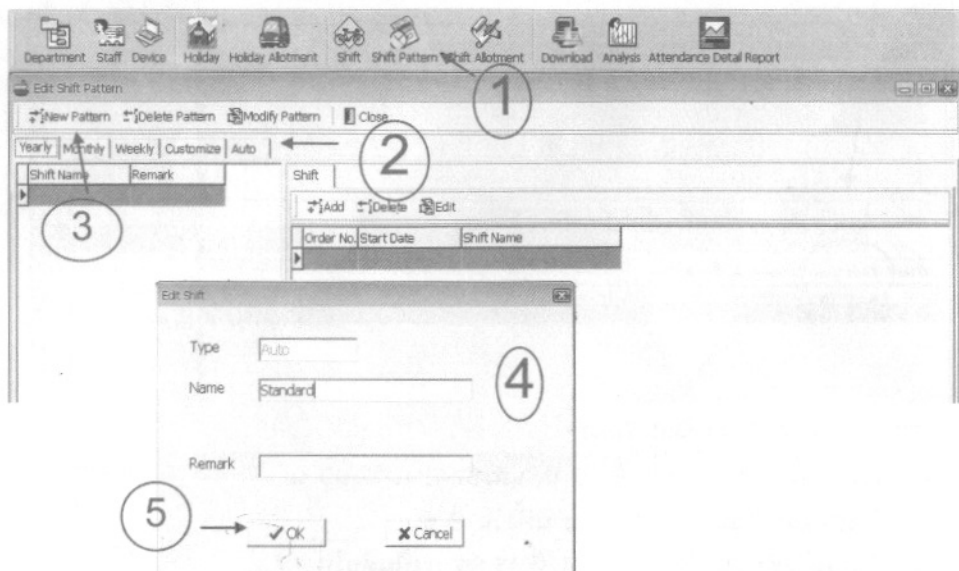 Department Staff Device Holiday Holiday Allotment Shift Shift Pattern Shift Allotment Download Analysis Attendance Detail Report
1
Edit Shift Pattern
New Pattern Delete Pattern Modify Pattern Close
2
Yearly Monthly Weekly Customize Auto
Shift Name Remark
Shift
3
Add Delete Edit
Order No. Start Date Shift Name
Edit Shift
Type Auto
4
Name Standard
Remark
5
OK Cancel